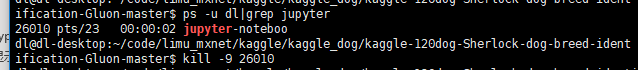 ification-Gluon-master$ ps -u dl|grep jupyter
26010 pts/23   00:00:02 jupyter-noteboo
dl@dl-desktop:~/code/limu_mxnet/kaggle/kaggle_dog/kaggle-120dog-Sherlock-dog-breed-ident
ification-Gluon-master$ kill -9 26010